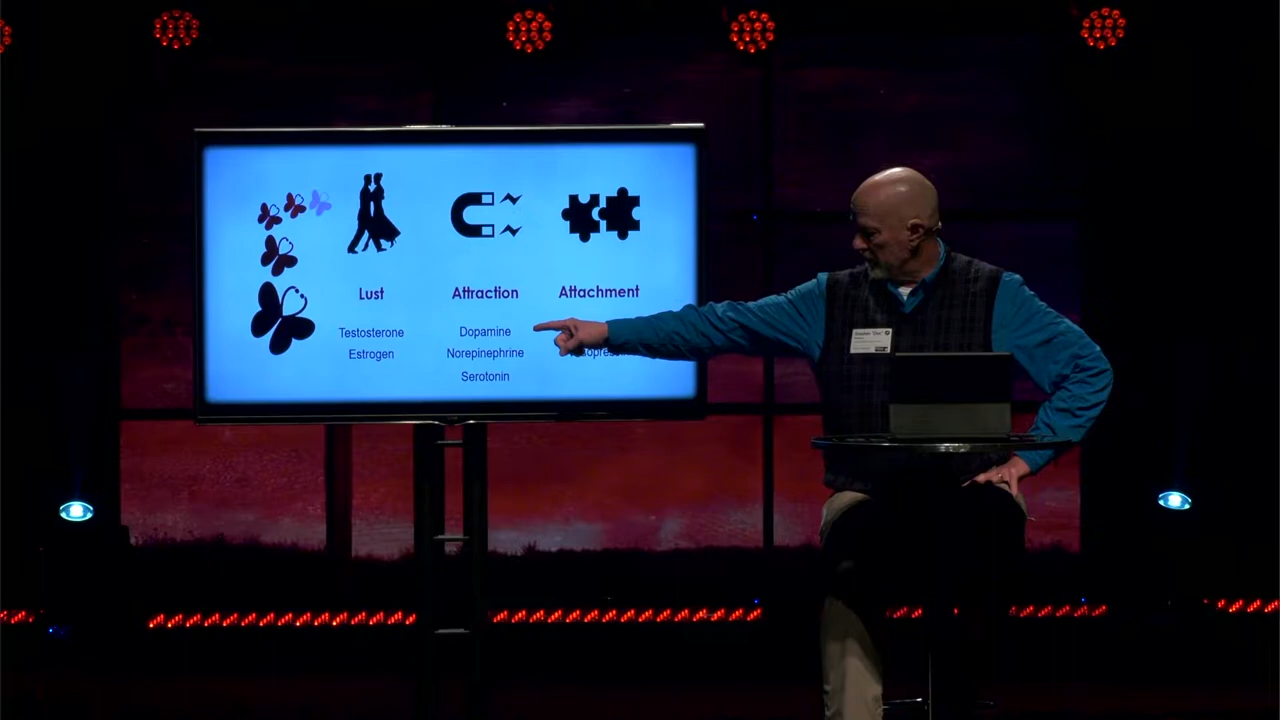 Lust
Attraction
Attachment
Testosterone
Dopamine
Estrogen
Norepinephrine
Serotonin